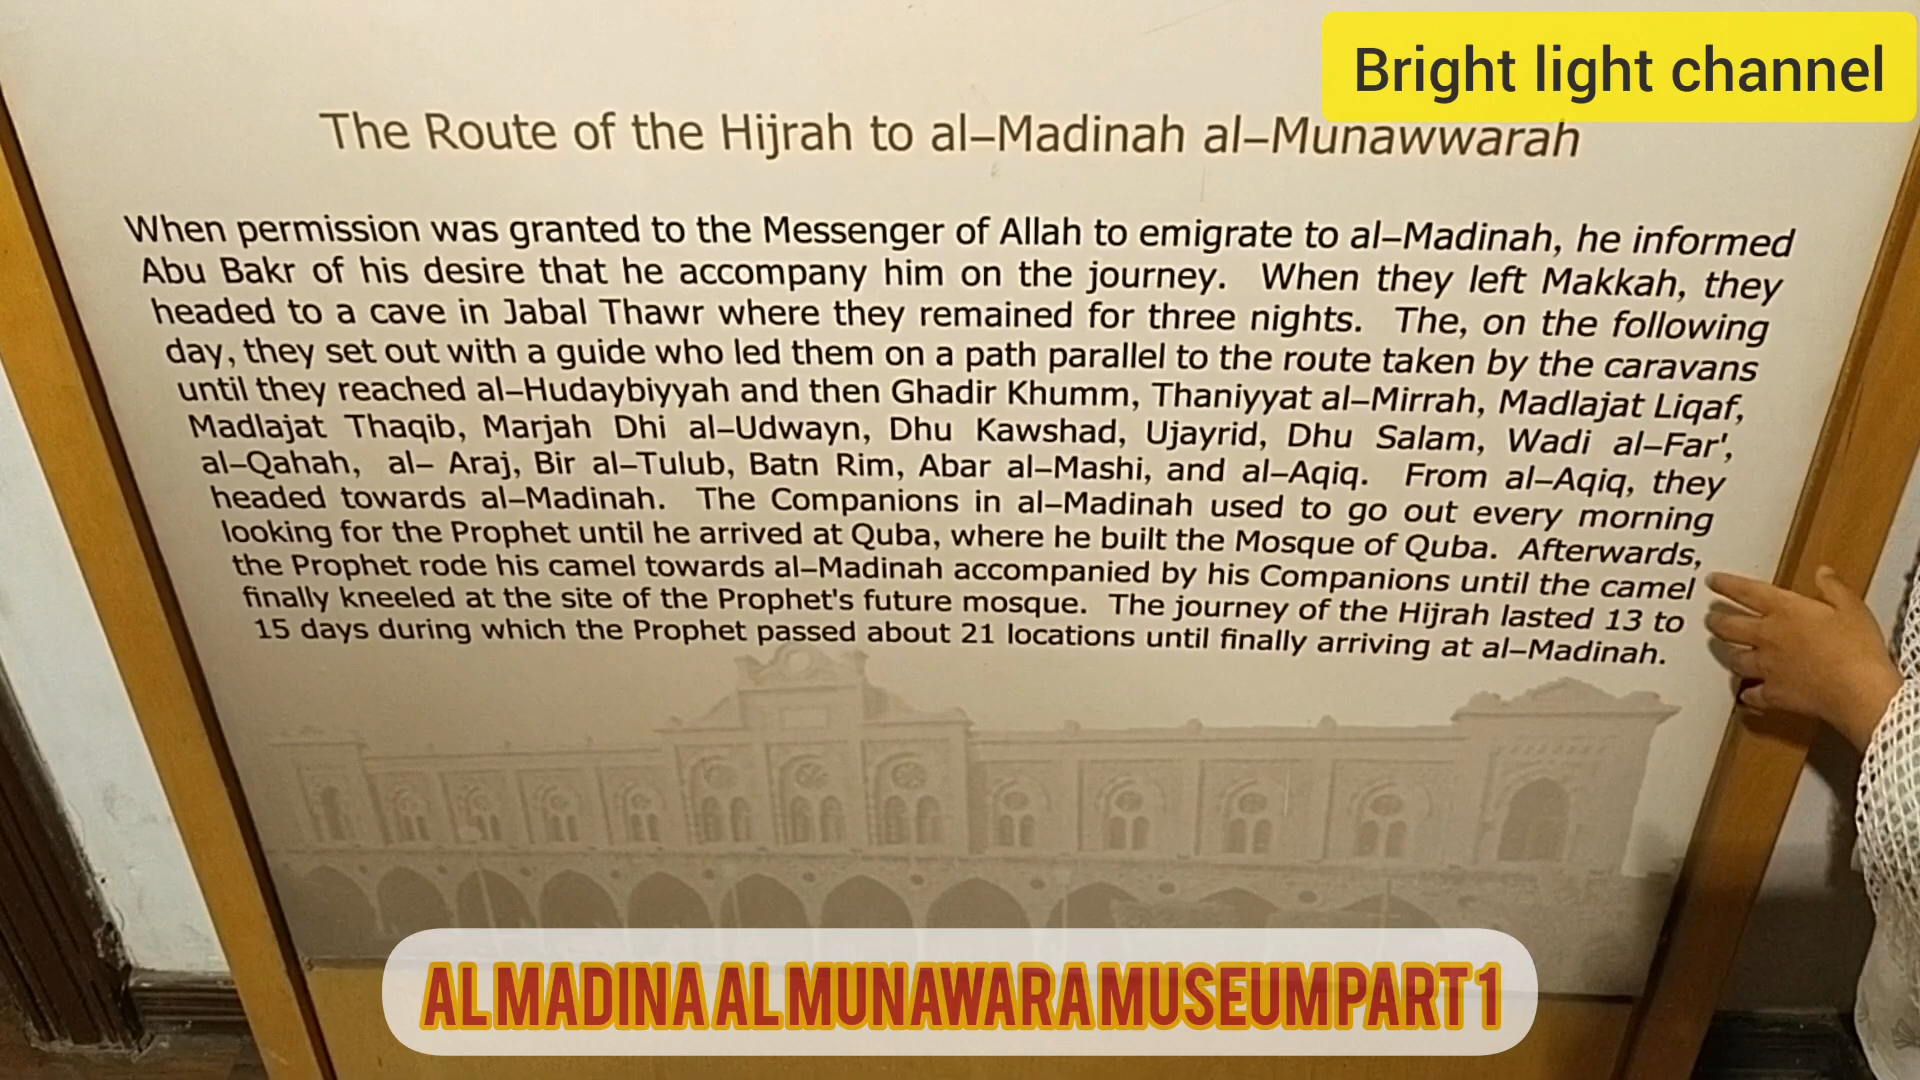 Bright light channel
The Route of the Hijrah to al–Madinah al–Munawwarah
When permission was granted to the Messenger of Allah to emigrate to al–Madinah, he informed
Abu Bakr of his desire that he accompany him on the journey. When they left Makkah, they
headed to a cave in Jabal Thawr where they remained for three nights. The, on the following
day, they set out with a guide who led them on a path parallel to the route taken by the caravans
until they reached al–Hudaybiyyah and then Ghadir Khumm, Thaniyyat al–Mirrah, Madlajat Liqaf,
Madlajat Thaqib, Marjah Dhi al–Udwayn, Dhu Kawshad, Ujayrid, Dhu Salam, Wadi al–Far',
al–Qahah, al– Araj, Bir al–Tulub, Batn Rim, Abar al–Mashi, and al–Aqiq. From al–Aqiq, they
headed towards al–Madinah. The Companions in al–Madinah used to go out every morning
looking for the Prophet until he arrived at Quba, where he built the Mosque of Quba. Afterwards,
the Prophet rode his camel towards al–Madinah accompanied by his Companions until the camel
finally kneeled at the site of the Prophet's future mosque. The journey of the Hijrah lasted 13 to
15 days during which the Prophet passed about 21 locations until finally arriving at al–Madinah.
AL MADINA AL MUNAWARA MUSEUM PART 1